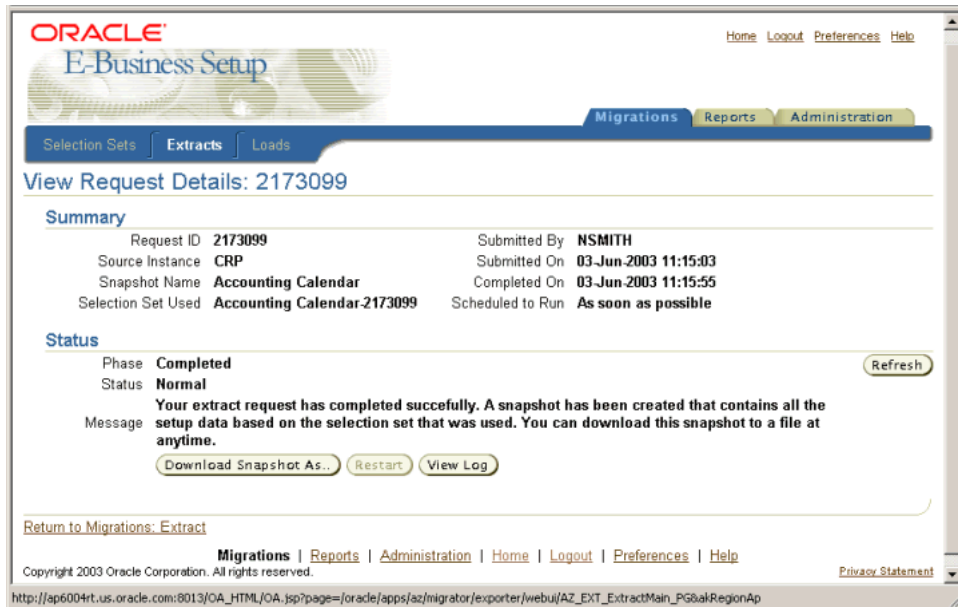 ORACLE
E-Business Setup
Home Logout Preferences Help
Migrations Reports Administration
Selection Sets Extracts Loads
View Request Details: 2173099
Summary
Request ID 2173099 Submitted By NSMITH
Source Instance CRP Submitted On 03-Jun-2003 11:15:03
Snapshot Name Accounting Calendar Completed On 03-Jun-2003 11:15:55
Selection Set Used Accounting Calendar-2173099 Scheduled to Run As soon as possible
Status
Phase Completed
Refresh
Status Normal
Your extract request has completed succefully. A snapshot has been created that contains all the
Message setup data based on the selection set that was used. You can download this snapshot to a file at
anytime.
Download Snapshot As.. Restart View Log
Return to Migrations: Extract
Migrations | Reports | Administration | Home | Logout | Preferences | Help
Copyright 2003 Oracle Corporation. All rights reserved. Privacy Statement
http://ap6004rt.us.oracle.com:8013/OA_HTML/OA.jsp?page=/oracle/apps/az/migrator/exporter/webui/AZ_EXT_ExtractMain_PG&akRegionAp